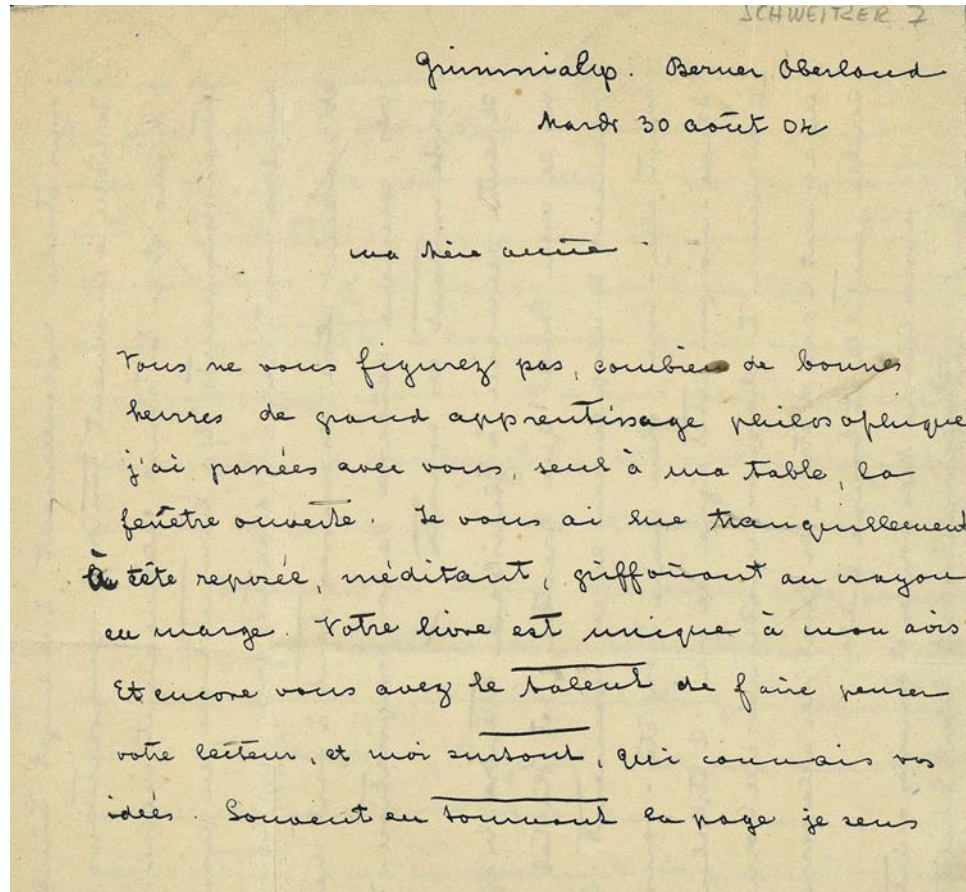 SCHWEITZER 7
Grimmialp. Berner Oberland
Mardi 30 août 04
ma chère amie
Vous ne vous figurez pas, combien de bonnes
heures de grand apprentissage philosophique
j'ai passées avec vous, seul à ma table, la
fenêtre ouverte. Je vous ai lue tranquillement
à tête reposée, méditant, griffonant au crayon
en marge. Votre livre est unique à mon avis
Et encore vous avez le talent de faire penser
votre lecteur, et moi surtout, qui connais vos
idées. Souvent en tournant la page je sens